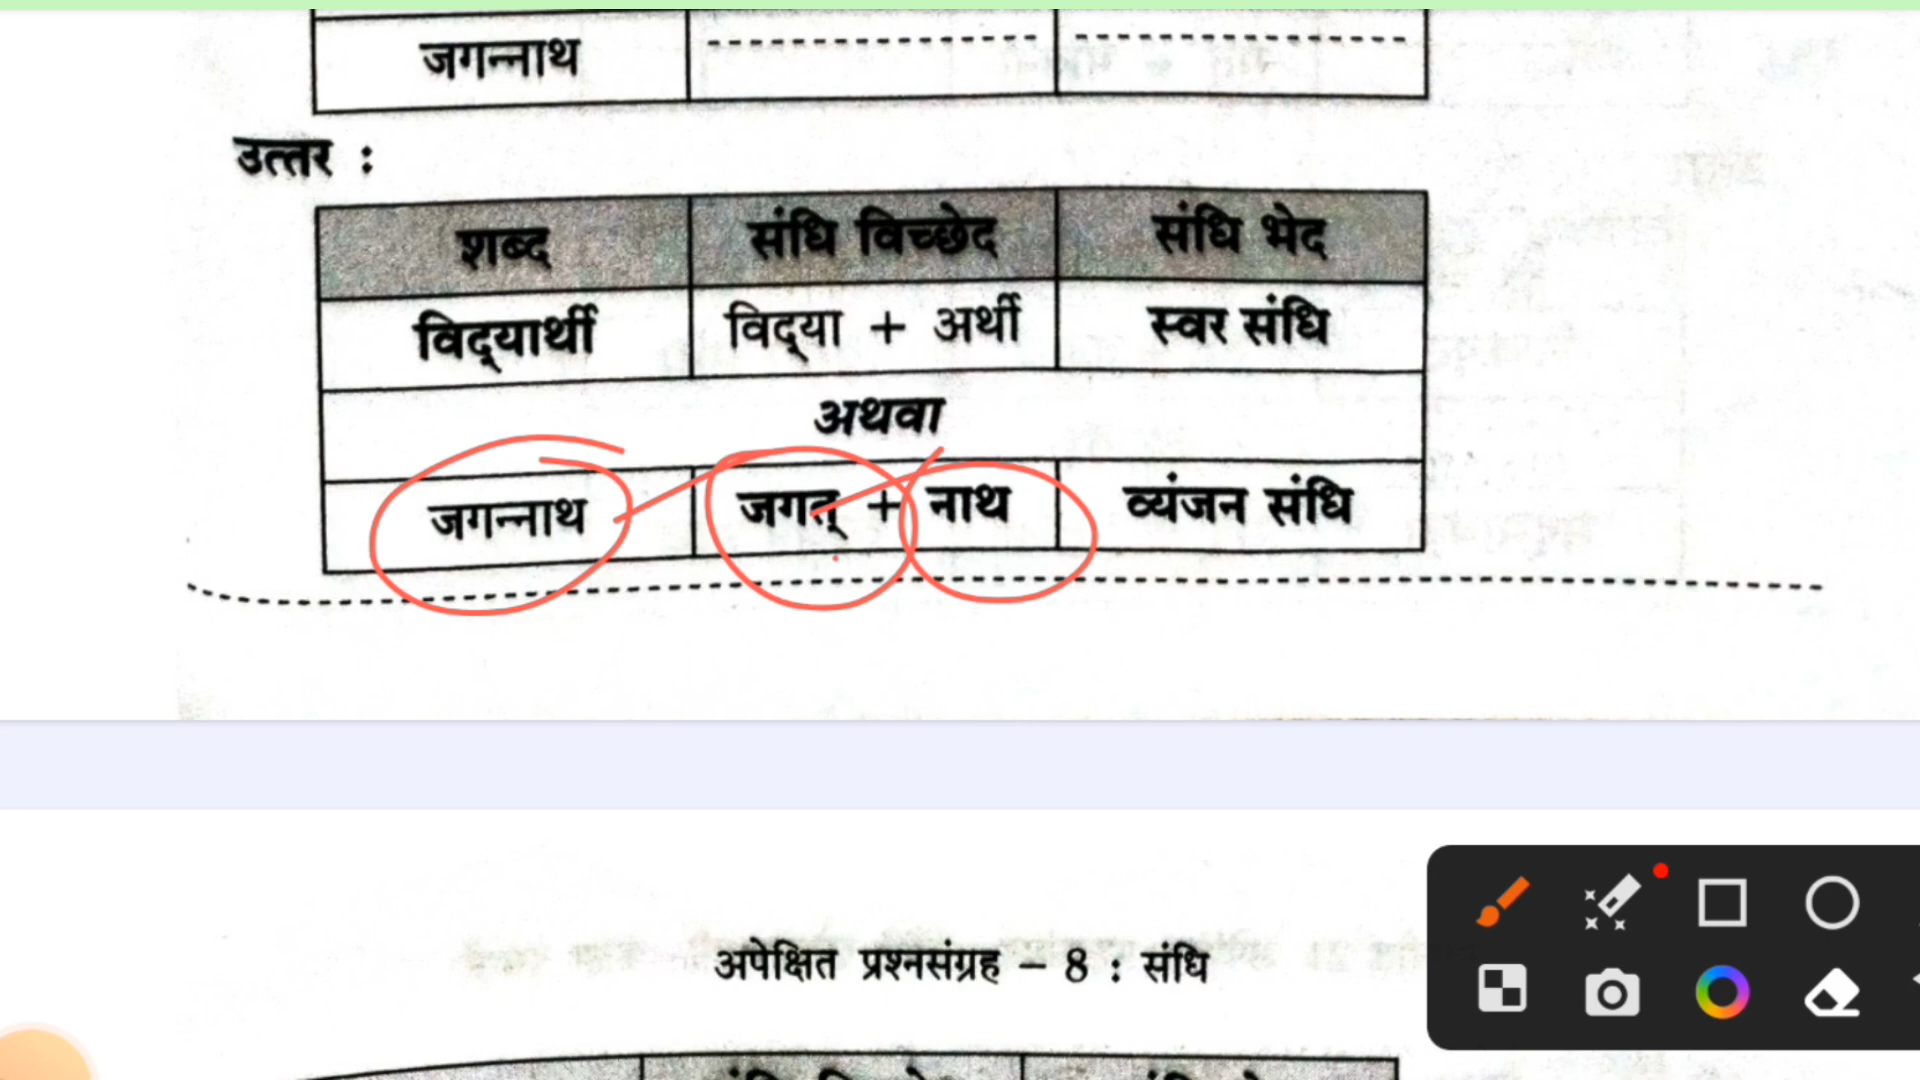 जगन्नाथ
उत्तर :
शब्द संधि विच्छेद संधि भेद
विद्‌यार्थी विद्‌या + अर्थी स्वर संधि
अथवा
जगन्नाथ जगत् + नाथ व्यंजन संधि
अपेक्षित प्रश्नसंग्रह – 8 : संधि